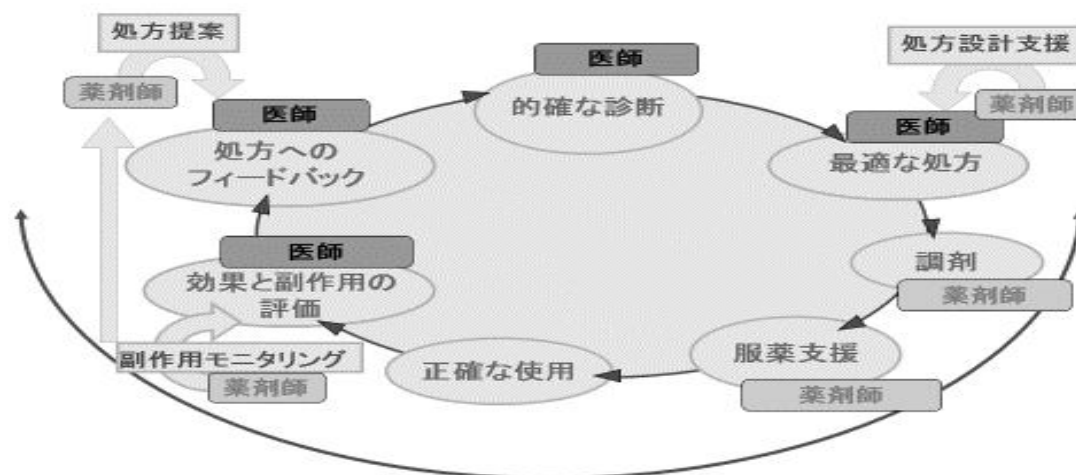 処方提案
薬剤師
医師
処方への
フィードバック
医師
的確な診断
処方設計支援
薬剤師
医師
最適な処方
調剤
薬剤師
服薬支援
薬剤師
正確な使用
医師
効果と副作用の
評価
副作用モニタリング
薬剤師